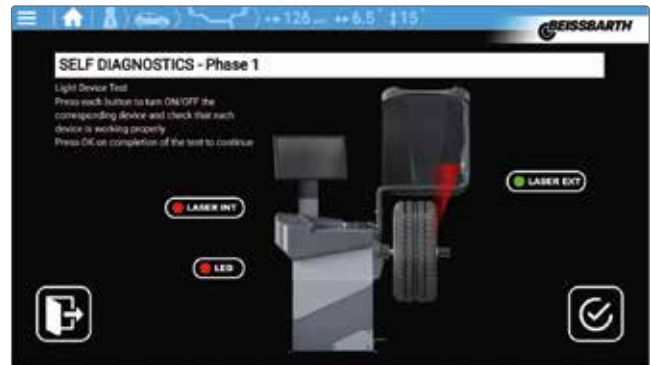 ↔126 ↔6.5" ↕15"
BEISSBARTH
SELF DIAGNOSTICS - Phase 1
Light Device Test
Press each button to turn ON/OFF the
corresponding device and check that each
device is working properly
Press OK on completion of the test to continue
LASER EXT
LASER INT
LED